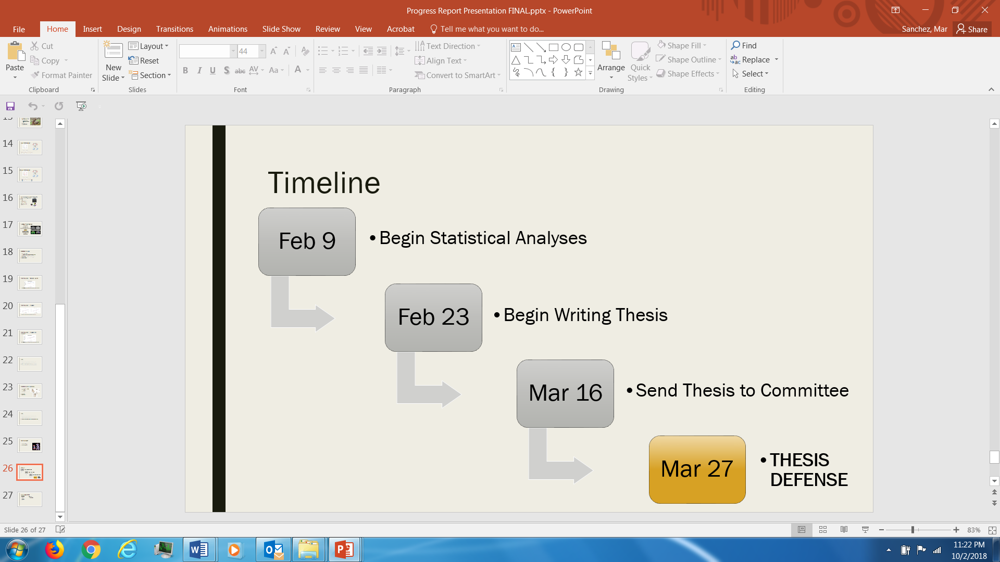 Progress Report Presentation FINAL.pptx - PowerPoint
File Home Insert Design Transitions Animations Slide Show Review View Acrobat Tell me what you want to do... Sanchez, Mar Share
Paste
Cut
Copy
Format Painter
Clipboard
New
Slide
Layout
Reset
Section
Slides
44
B I U S abc AV Aa A
Font
Text Direction
Align Text
Convert to SmartArt
Paragraph
Arrange
Quick
Styles
Shape Fill
Shape Outline
Shape Effects
Drawing
Find
Replace
Select
Editing
14
15
16
17
18
19
20
21
22
23
24
25
26
27
Timeline
Feb 9
• Begin Statistical Analyses
Feb 23
• Begin Writing Thesis
Mar 16
• Send Thesis to Committee
Mar 27
• THESIS
DEFENSE
Slide 26 of 27
83%
11:22 PM
10/2/2018